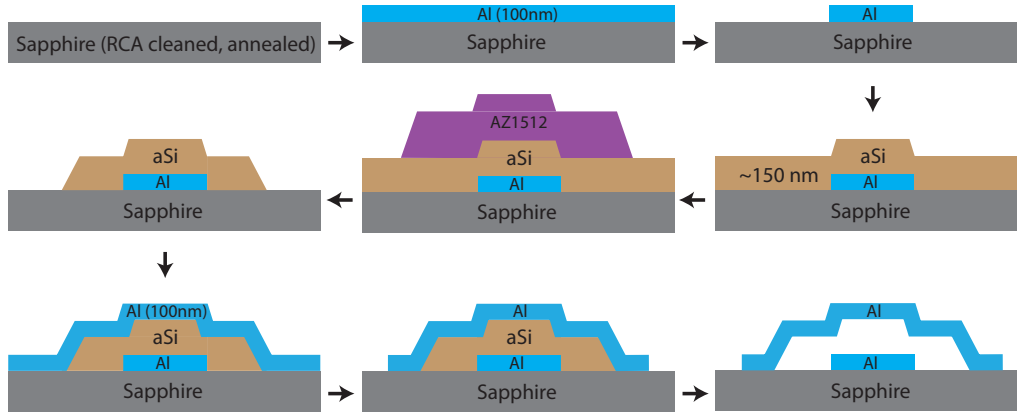 Sapphire (RCA cleaned, annealed)
Al (100nm)
Sapphire
Al
Sapphire
aSi
~150 nm
Al
Sapphire
AZ1512
aSi
Al
Sapphire
aSi
Al
Sapphire
Al (100nm)
aSi
Al
Sapphire
Al
aSi
Al
Sapphire
Al
Al
Sapphire